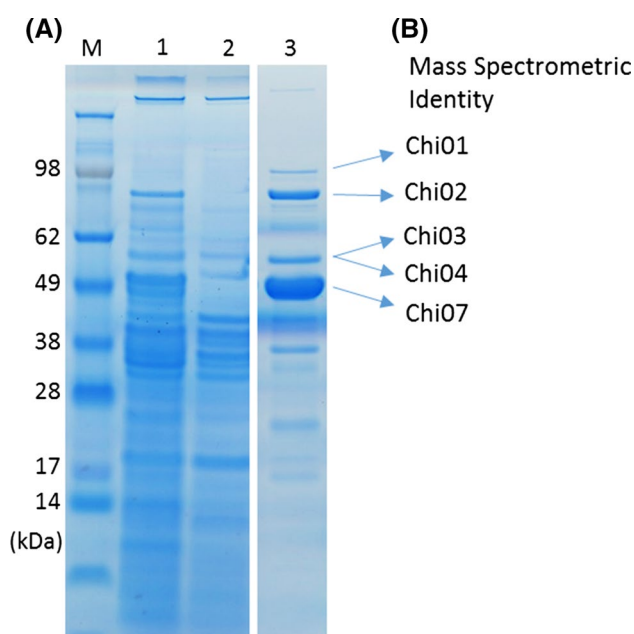 (A)
M 1 2 3
98
62
49
38
28
17
14
(kDa)
(B)
Mass Spectrometric
Identity
Chi01
Chi02
Chi03
Chi04
Chi07